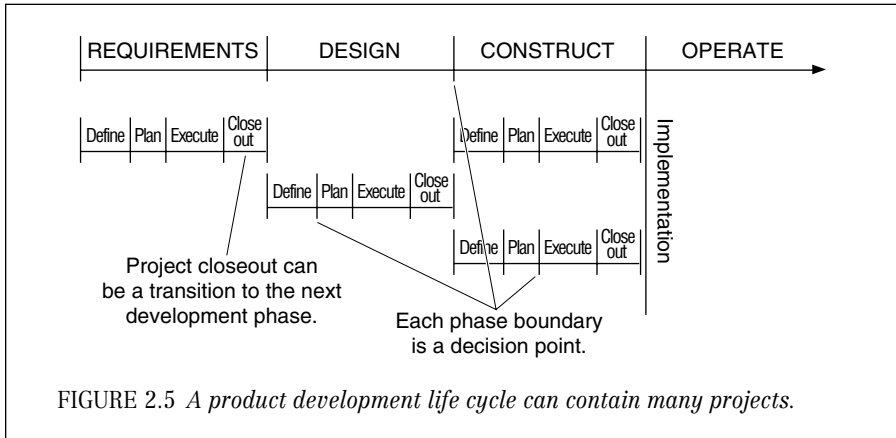 REQUIREMENTS DESIGN CONSTRUCT OPERATE
Define Plan Execute Close out
Define Plan Execute Close out
Implementation
Define Plan Execute Close out
Define Plan Execute Close out
Project closeout can
be a transition to the next
development phase.
Each phase boundary
is a decision point.
FIGURE 2.5 A product development life cycle can contain many projects.